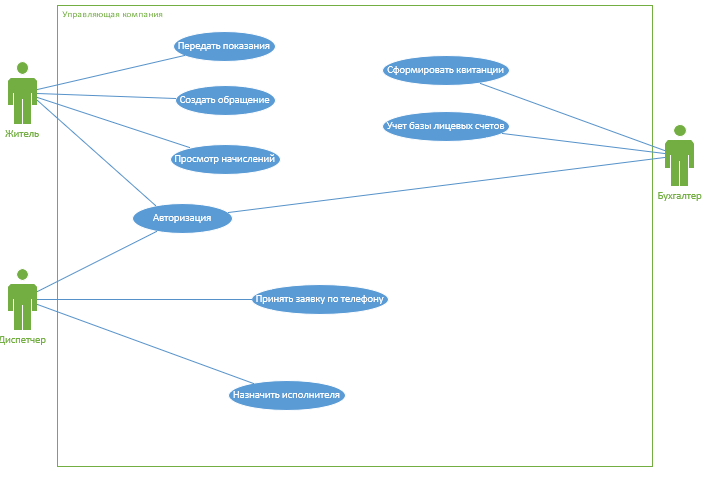 Управляющая компания
Передать показания
Сформировать квитанции
Создать обращение
Учет базы лицевых счетов
Житель
Просмотр начислений
Бухгалтер
Авторизация
Принять заявку по телефону
Диспетчер
Назначить исполнителя